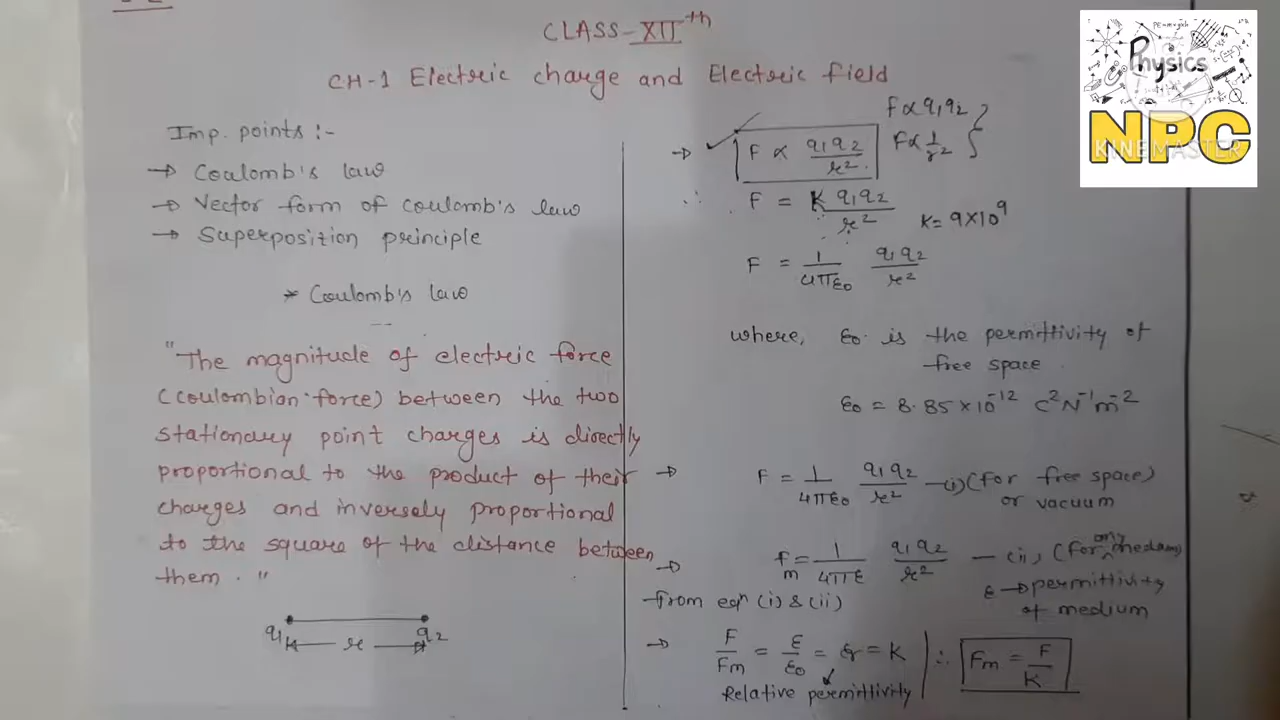 CLASS-XIIth
CH-1 Electric charge and Electric field
Imp. points :-
→ Coulomb's law
→ Vector form of coulomb's law
→ Superposition principle
* Coulomb's law
"The magnitude of electric force
(coulombian force) between the two
stationary point charges is directly
proportional to the product of their
charges and inversely proportional
to the square of the distance between
them."
q1 r q2
F ∝ q1q2
→ F ∝ q1q2/r² F ∝ 1/r²
∴ F = K q1q2/r² K = 9×10⁹
F = 1/4πε0 q1q2/r²
where, ε0 is the permittivity of
free space
ε0 = 8.85×10⁻¹² C²N⁻¹m⁻²
→ F = 1/4πε0 q1q2/r² —(i) (for free space)
or vacuum
→ Fm = 1/4πε q1q2/r² —(ii) (for any medium)
ε → permittivity
of medium
from eqn (i) & (ii)
→ F/Fm = ε/ε0 = εr = K ∴ Fm = F/K
Relative permittivity
Physics
NPC
KINEMASTER